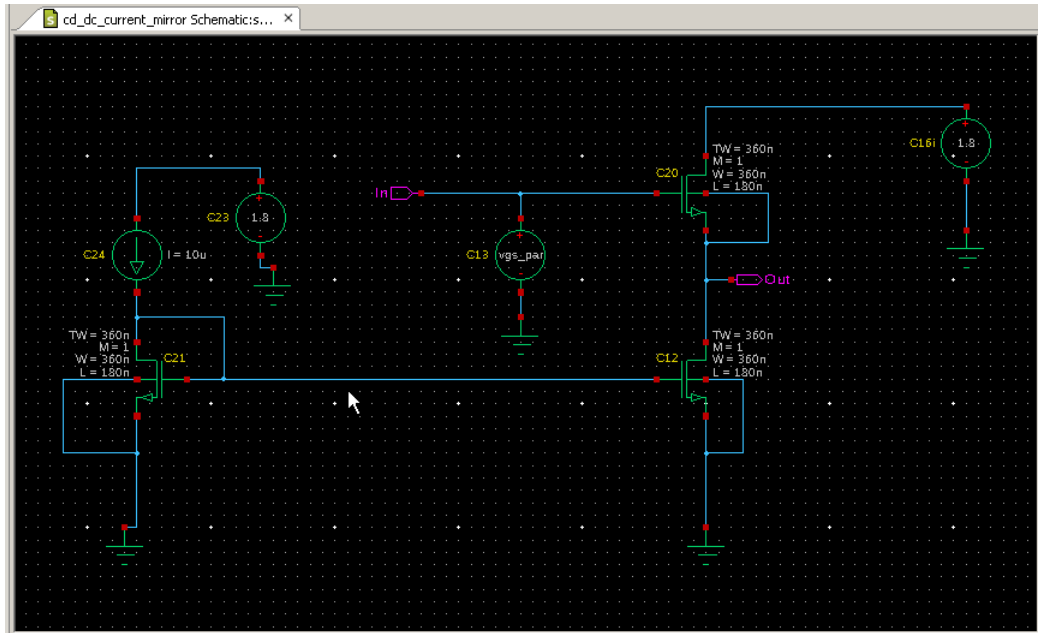 cd_dc_current_mirror Schematic:s... ×
C16i
1.8
+
-
TW = 360n
M = 1
W = 360n
L = 180n
C20
In
C23
1.8
-
C24
I = 10u
C13
+
vgs_par
-
Out
TW = 360n
M = 1
W = 360n
L = 180n
C21
TW = 360n
M = 1
W = 360n
L = 180n
C12